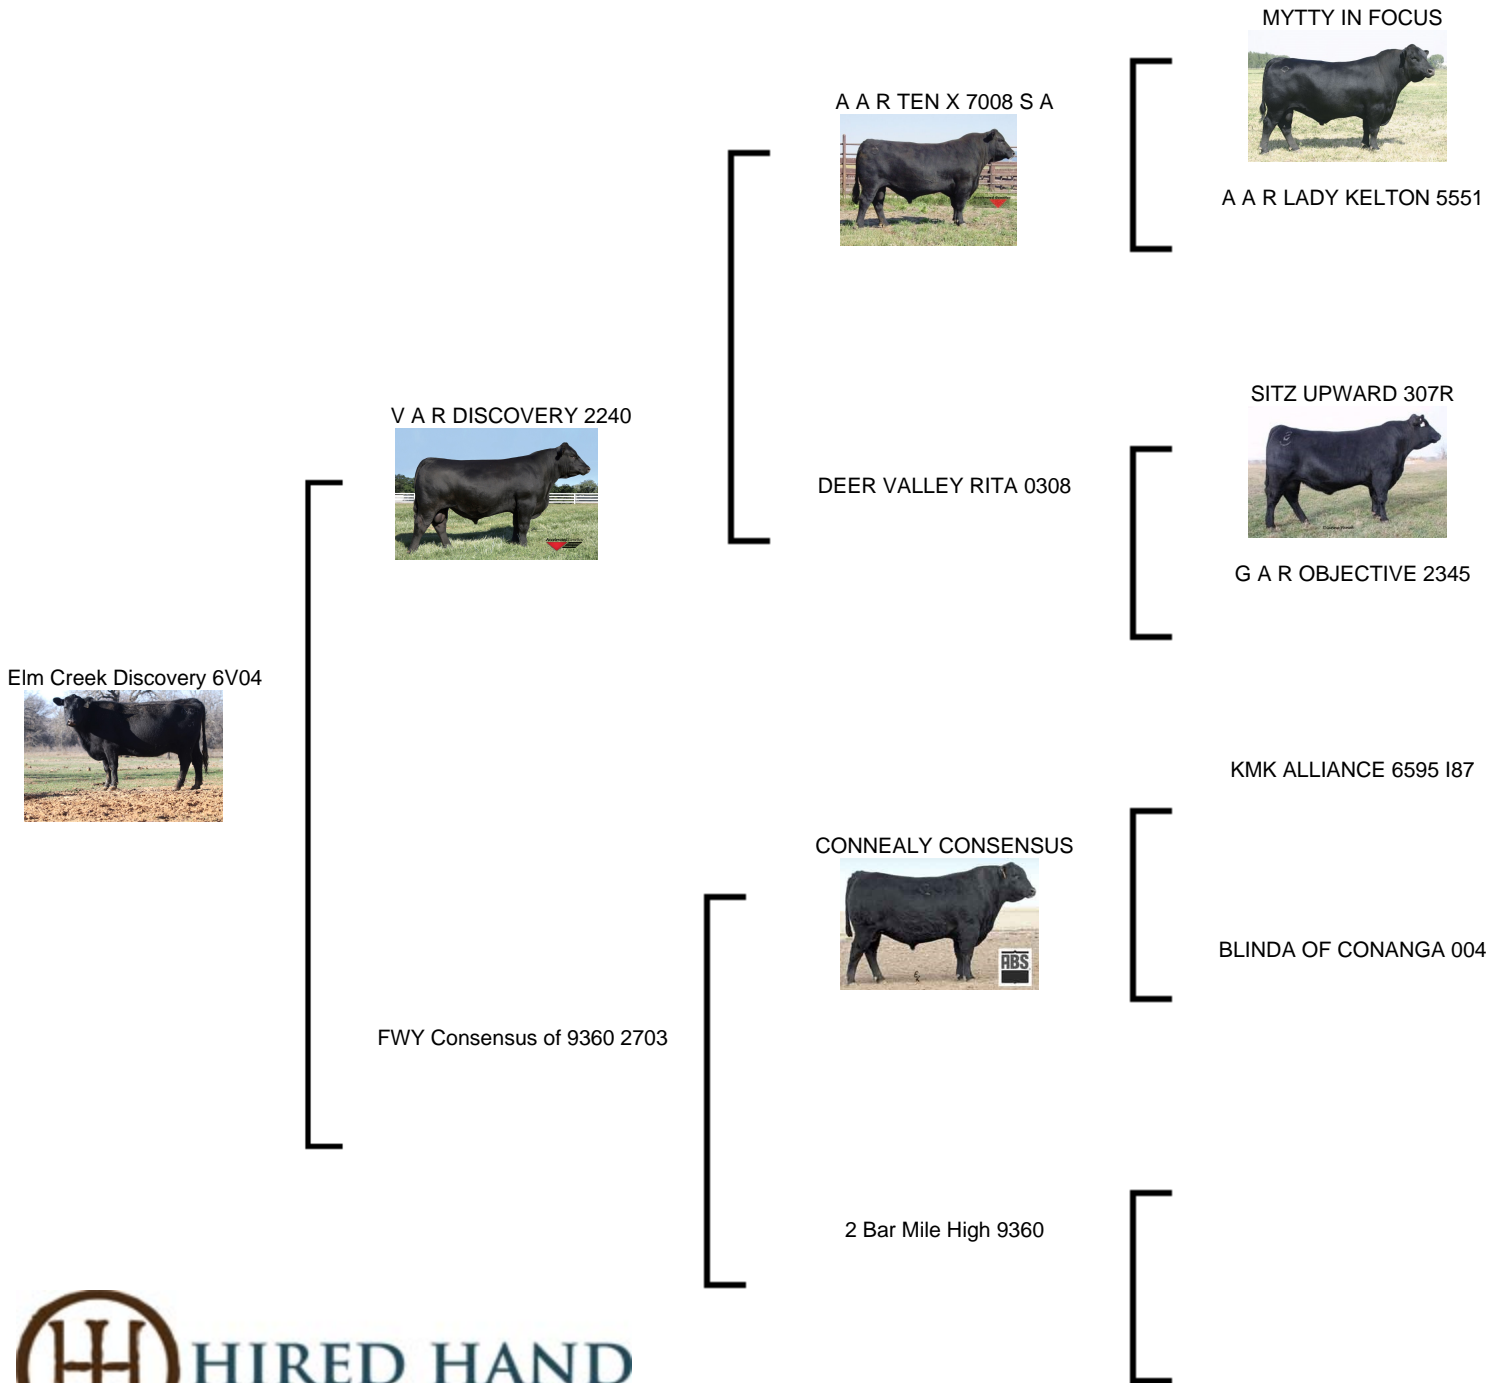 MYTTY IN FOCUS
A A R TEN X 7008 S A
A A R LADY KELTON 5551
V A R DISCOVERY 2240
SITZ UPWARD 307R
DEER VALLEY RITA 0308
G A R OBJECTIVE 2345
Elm Creek Discovery 6V04
KMK ALLIANCE 6595 I87
CONNEALY CONSENSUS
ABS
BLINDA OF CONANGA 004
FWY Consensus of 9360 2703
2 Bar Mile High 9360
HIRED HAND